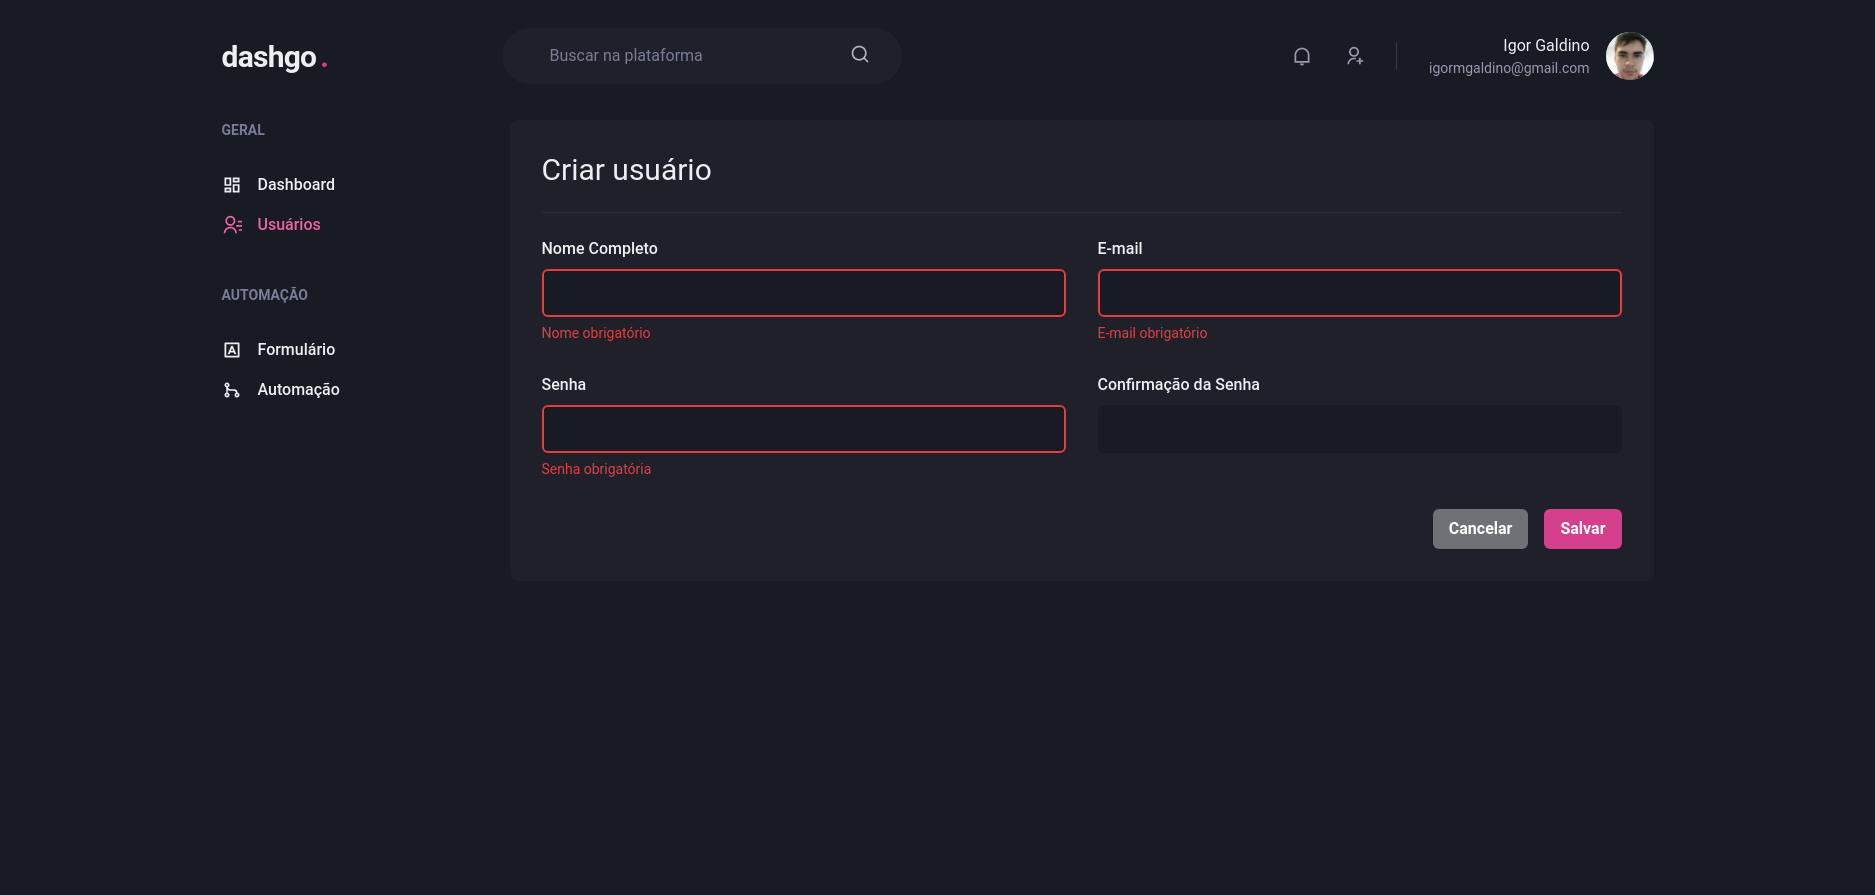 dashgo.
Buscar na plataforma
Igor Galdino
igormgaldino@gmail.com
GERAL
Dashboard
Usuários
AUTOMAÇÃO
Formulário
Automação
Criar usuário
Nome Completo
E-mail
Nome obrigatório
E-mail obrigatório
Senha
Confirmação da Senha
Senha obrigatória
Cancelar
Salvar